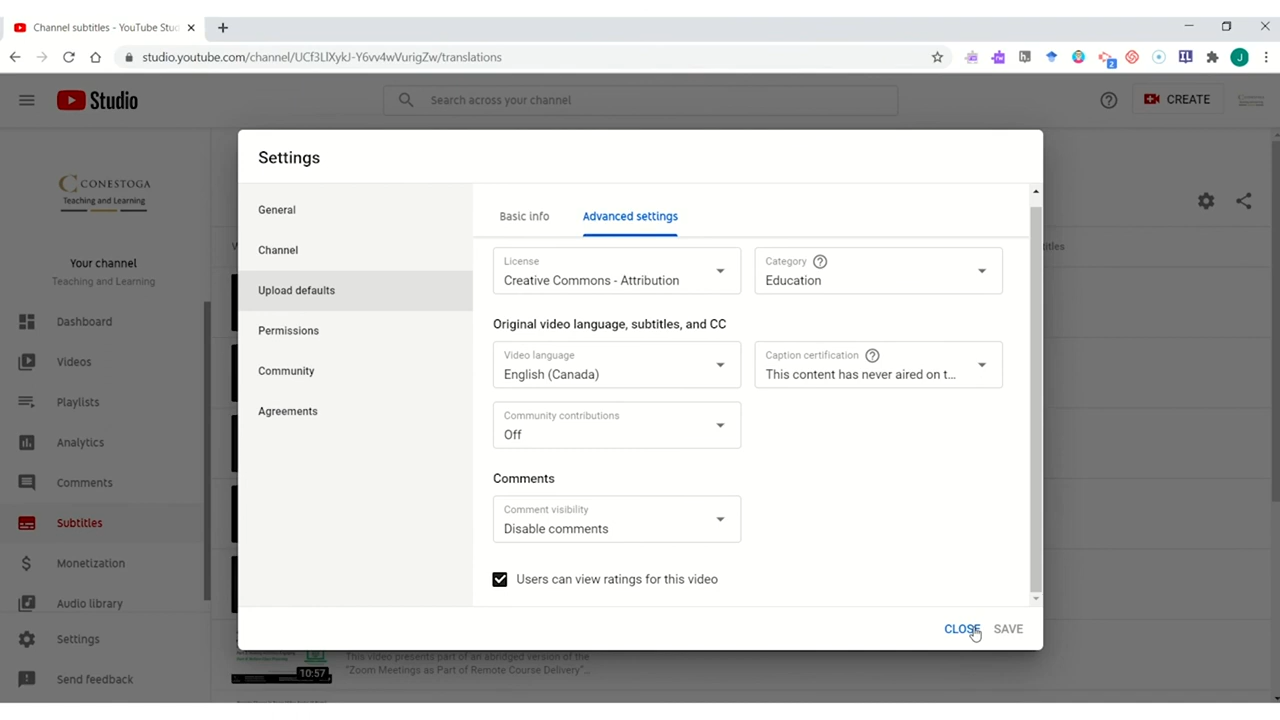 Channel subtitles - YouTube Stu
studio.youtube.com/channel/UCf3LlXykJ-Y6vv4wVurigZw/translations
2
IL
J
Studio
Search across your channel
CREATE
CONESTOGA
Teaching and Learning
Your channel
Teaching and Learning
Dashboard
Videos
Playlists
Analytics
Comments
Subtitles
Monetization
Audio library
Settings
Send feedback
Settings
General
Channel
Upload defaults
Permissions
Community
Agreements
Basic info
Advanced settings
License
Creative Commons - Attribution
Category
Education
Original video language, subtitles, and CC
Video language
English (Canada)
Caption certification
This content has never aired on t...
Community contributions
Off
Comments
Comment visibility
Disable comments
Users can view ratings for this video
CLOSE
SAVE
10:57
This video presents part of an abridged version of the
"Zoom Meetings as Part of Remote Course Delivery"...